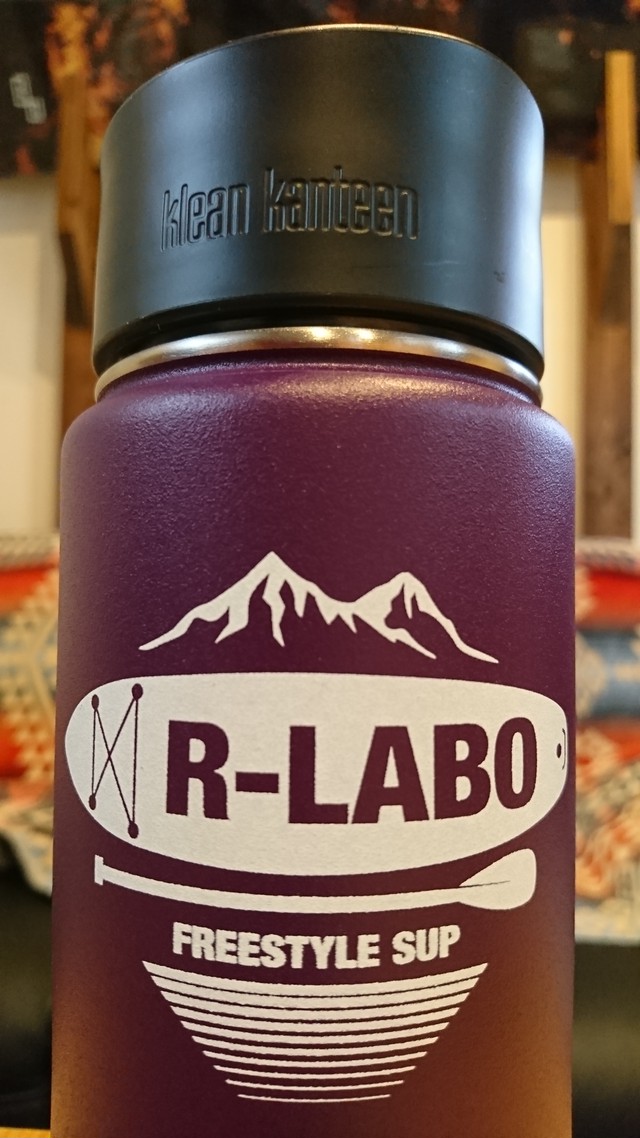 klean kanteen
R-LABO
FREESTYLE SUP